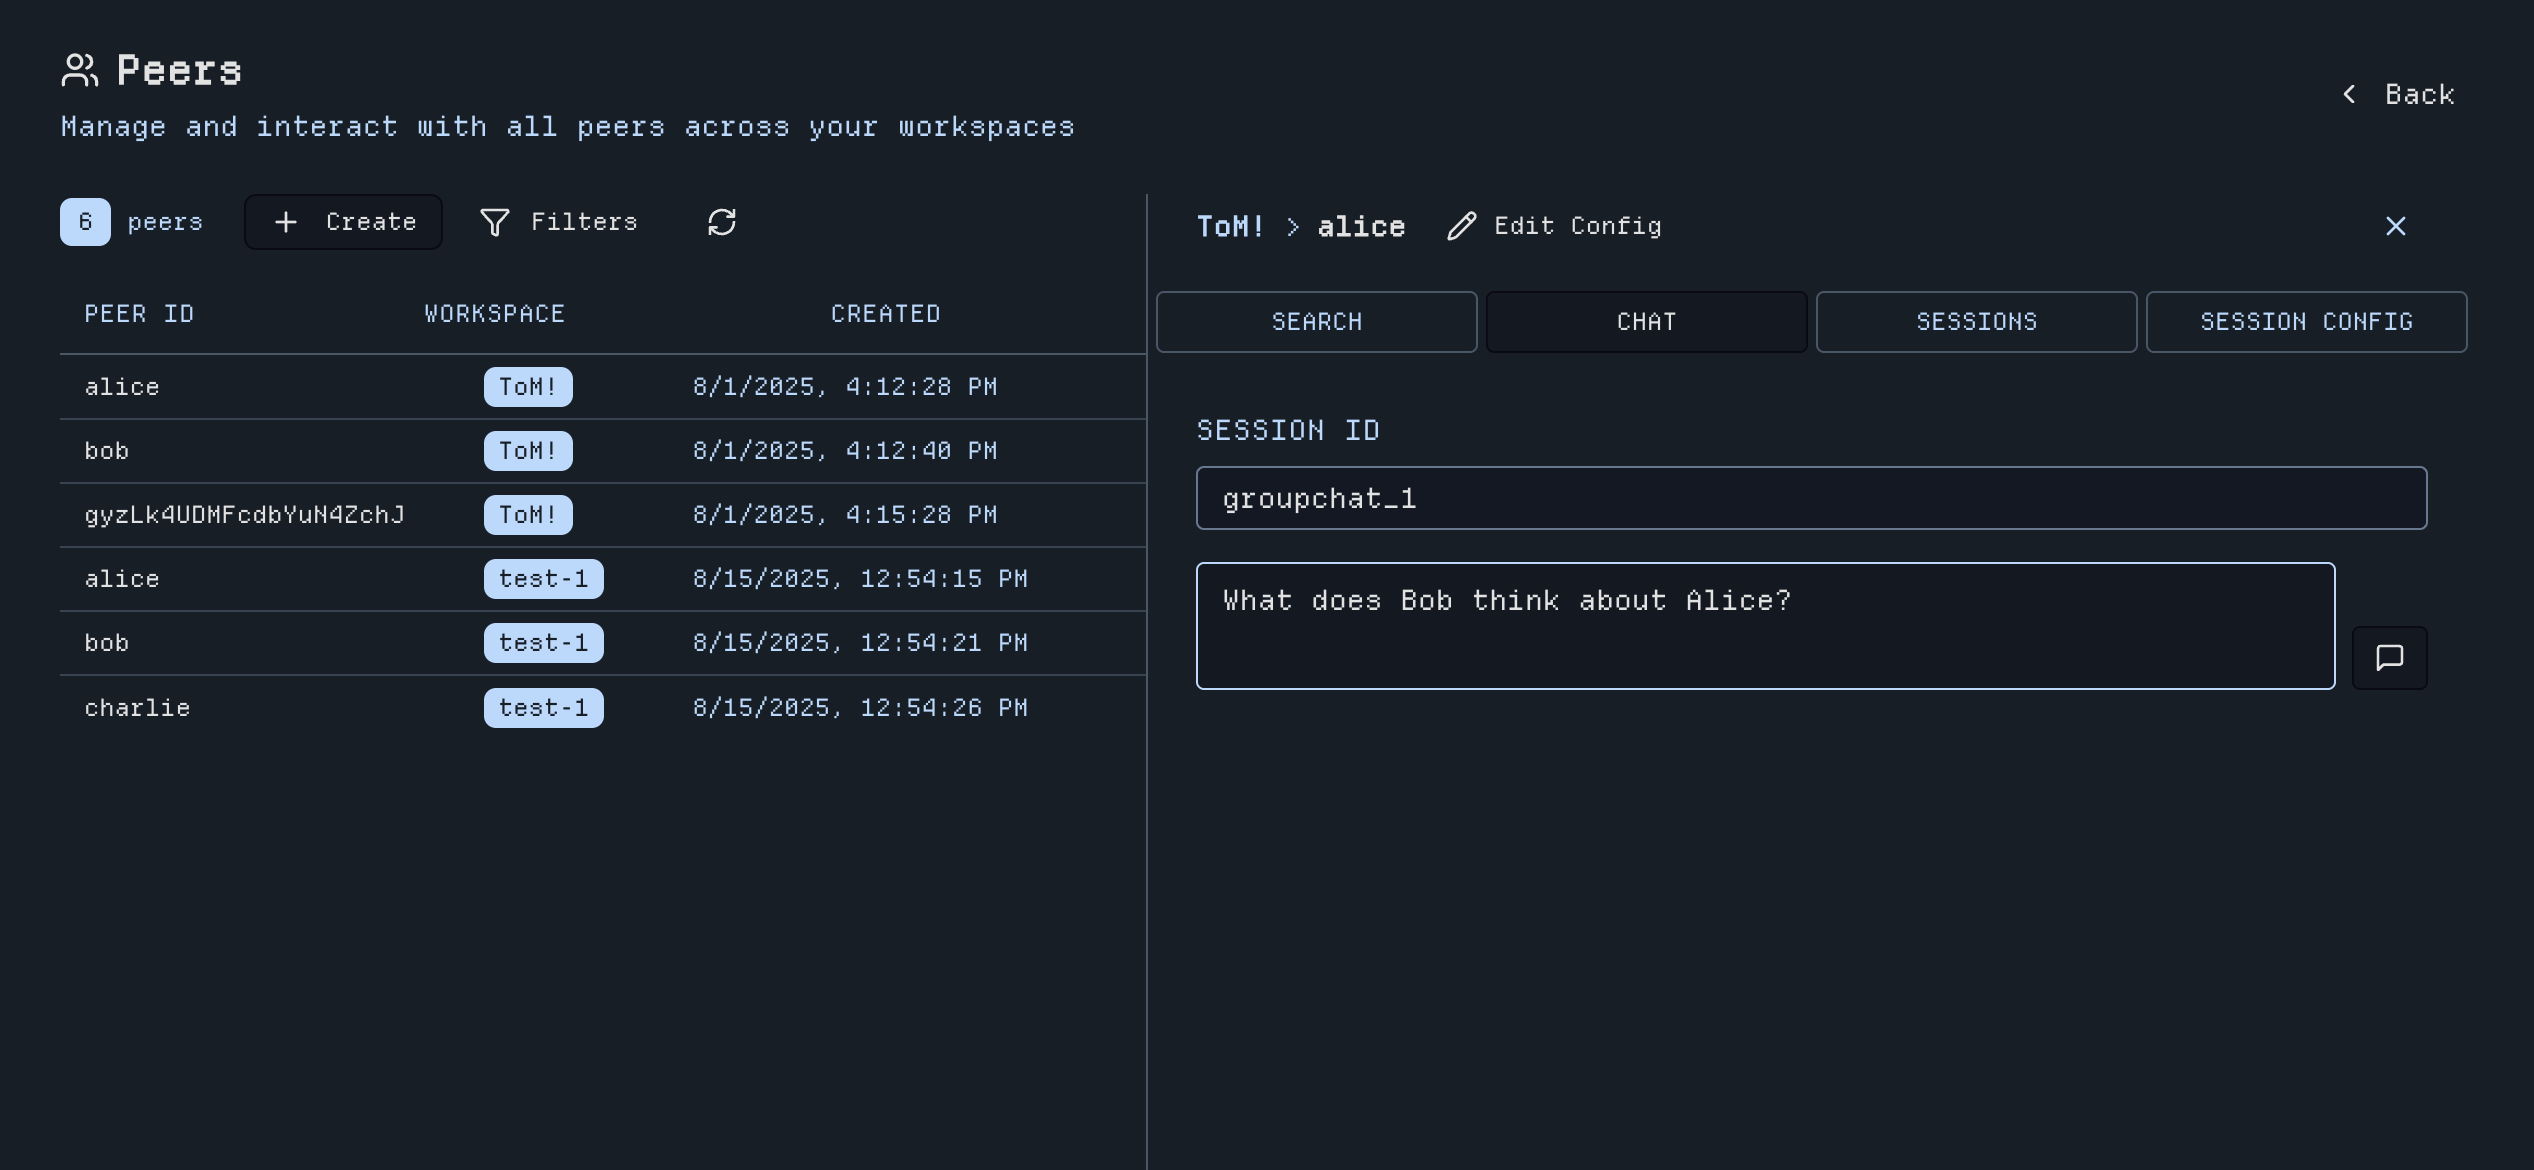 Peers
Manage and interact with all peers across your workspaces
Back
6 peers Create Filters
PEER ID WORKSPACE CREATED
alice ToM! 8/1/2025, 4:12:28 PM
bob ToM! 8/1/2025, 4:12:40 PM
gyzLk4UDMFcdbYuN4ZchJ ToM! 8/1/2025, 4:15:28 PM
alice test-1 8/15/2025, 12:54:15 PM
bob test-1 8/15/2025, 12:54:21 PM
charlie test-1 8/15/2025, 12:54:26 PM
ToM! > alice Edit Config
SEARCH CHAT SESSIONS SESSION CONFIG
SESSION ID
groupchat_1
What does Bob think about Alice?